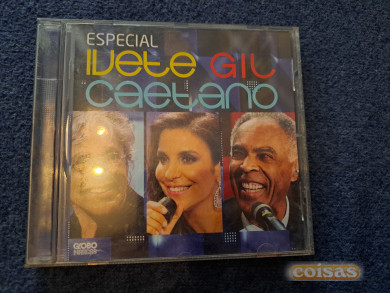 ESPECIAL
IVETE GIL
CAETANO
GLOBO
coisas